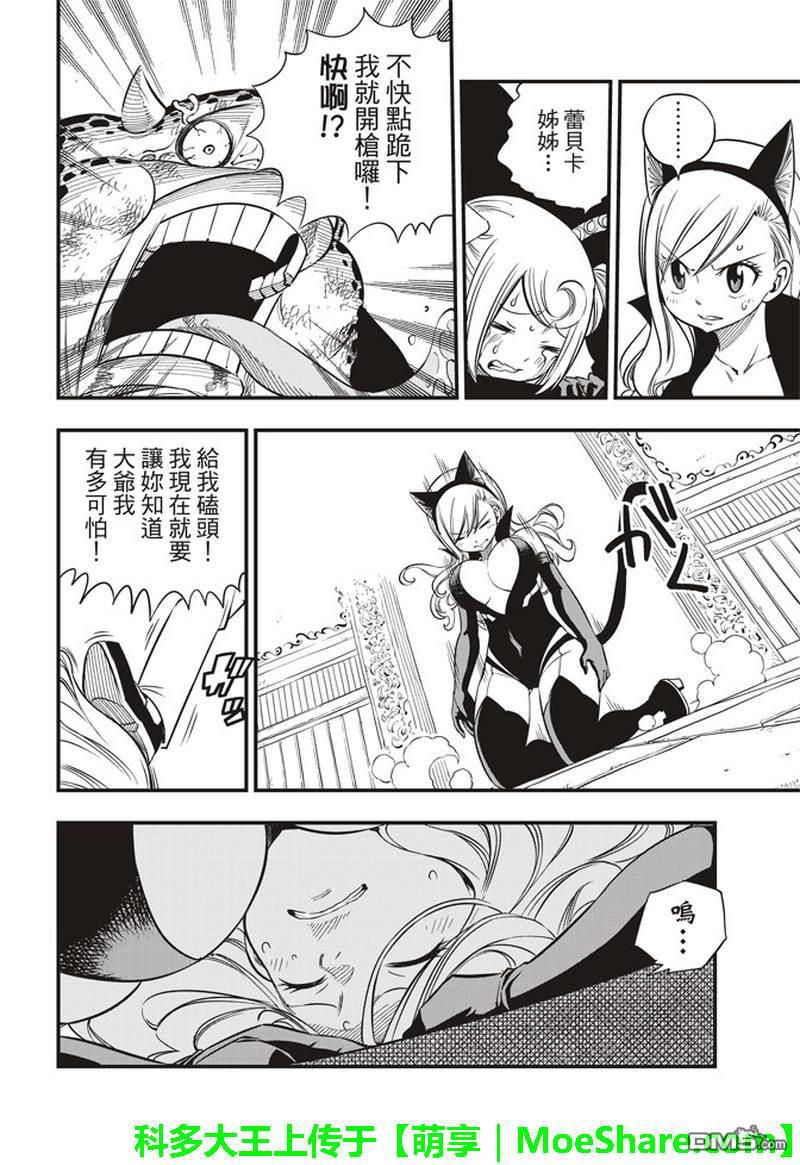 ……
蕾貝卡
姊姊…
不快點跪下
我就開槍囉！
快啊！？
がく
給我磕頭！
我現在就要
讓妳知道
大爺我
有多可怕！
ガッ
嗚…
科多大王上传于【萌享｜MoeShare